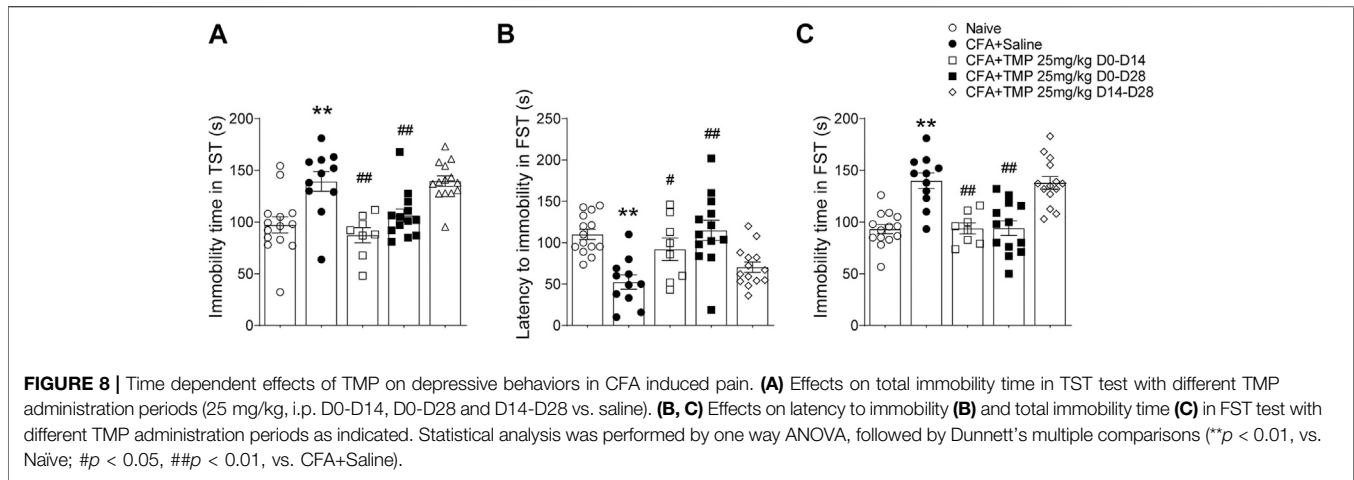 A
B
C
Naive
CFA+Saline
CFA+TMP 25mg/kg D0-D14
CFA+TMP 25mg/kg D0-D28
CFA+TMP 25mg/kg D14-D28
Immobility time in TST (s)
200
150
100
50
0
**
##
##
Latency to immobility in FST (s)
250
200
150
100
50
0
**
#
##
Immobility time in FST (s)
200
150
100
50
0
**
##
##
FIGURE 8 | Time dependent effects of TMP on depressive behaviors in CFA induced pain. (A) Effects on total immobility time in TST test with different TMP
administration periods (25 mg/kg, i.p. D0-D14, D0-D28 and D14-D28 vs. saline). (B, C) Effects on latency to immobility (B) and total immobility time (C) in FST test with
different TMP administration periods as indicated. Statistical analysis was performed by one way ANOVA, followed by Dunnett's multiple comparisons (**p < 0.01, vs.
Naïve; #p < 0.05, ##p < 0.01, vs. CFA+Saline).